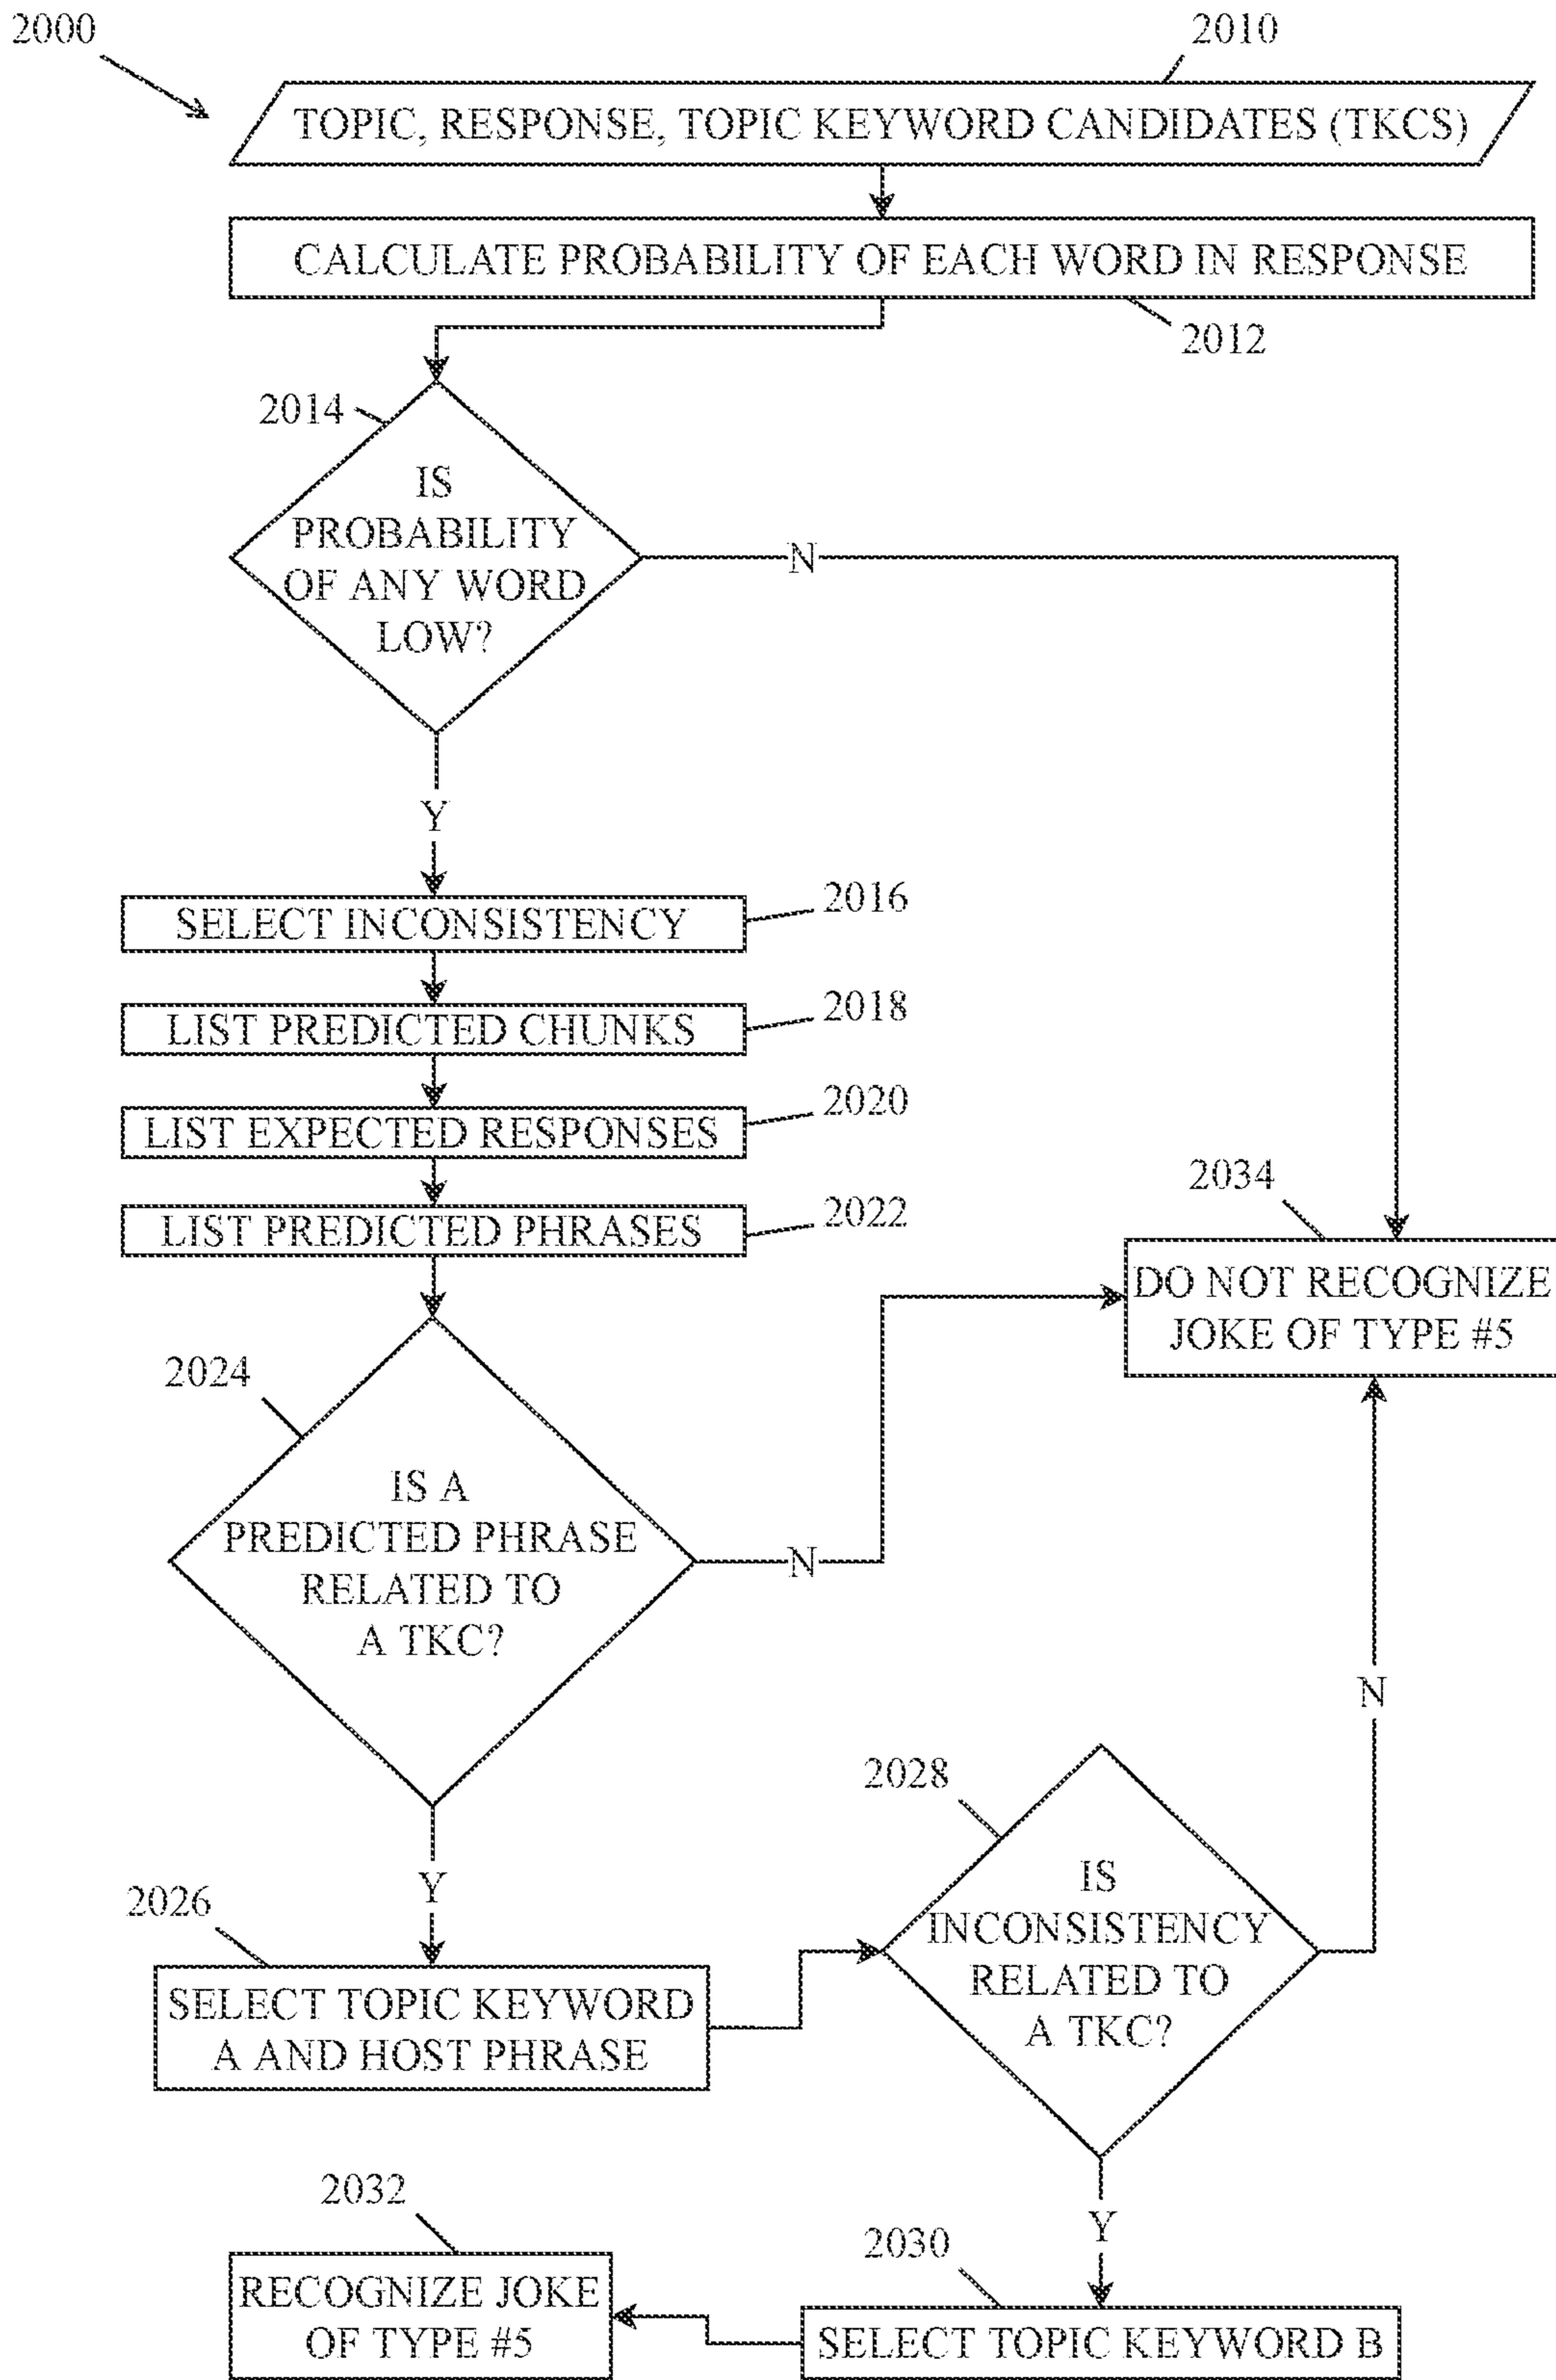 2000
2010
TOPIC, RESPONSE, TOPIC KEYWORD CANDIDATES (TKCS)
CALCULATE PROBABILITY OF EACH WORD IN RESPONSE
2012
2014
IS
PROBABILITY
OF ANY WORD
LOW?
N
Y
SELECT INCONSISTENCY
2016
LIST PREDICTED CHUNKS
2018
LIST EXPECTED RESPONSES
2020
LIST PREDICTED PHRASES
2022
2034
DO NOT RECOGNIZE
JOKE OF TYPE #5
2024
IS A
PREDICTED PHRASE
RELATED TO
A TKC?
N
Y
2026
SELECT TOPIC KEYWORD
A AND HOST PHRASE
2028
IS
INCONSISTENCY
RELATED TO
A TKC?
N
Y
2030
SELECT TOPIC KEYWORD B
2032
RECOGNIZE JOKE
OF TYPE #5